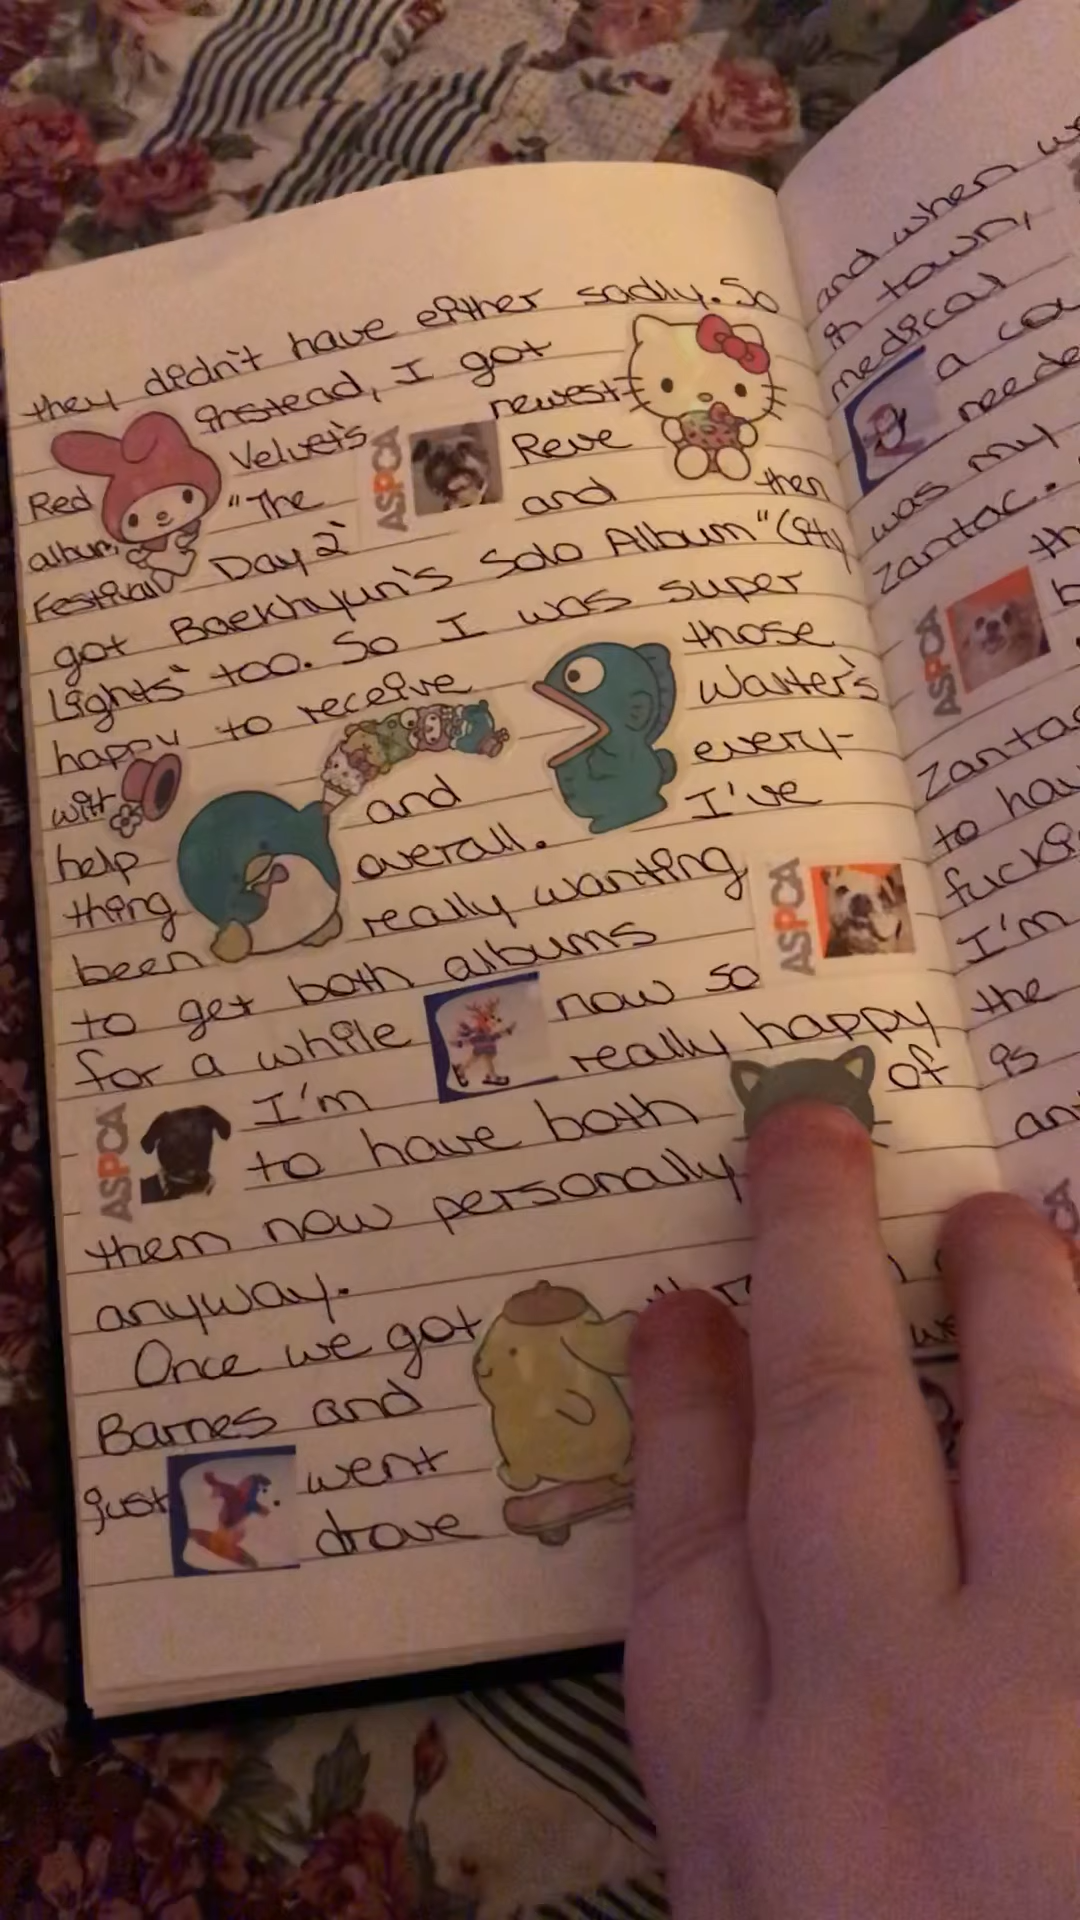 they didn't have either sadly. So
instead, I got
newest
Red Velvet's Reve
album, "The and then
Festival Day 2"
got Baekhyun's Solo Album "City
Lights" too. So I was super
happy to receive those
with Walter's
help and every-
thing overall. I've
been really wanting
to get both albums
for a while now so
I'm really happy
to have both of
them now personally
anyway.
Once we got
Barnes and
just went
drove
ASPCA
ASPCA
ASPCA
and when
in town,
medical
a
was my
zantac.
ASPCA
Zantac
to
I'm
the
is